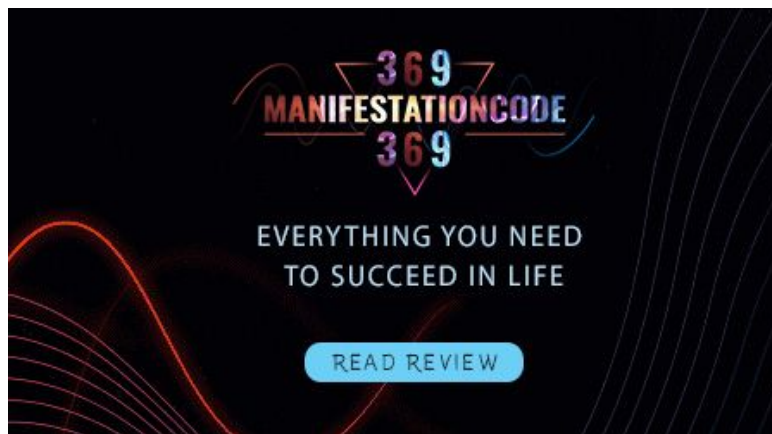 369
MANIFESTATIONCODE
369
EVERYTHING YOU NEED
TO SUCCEED IN LIFE
READ REVIEW